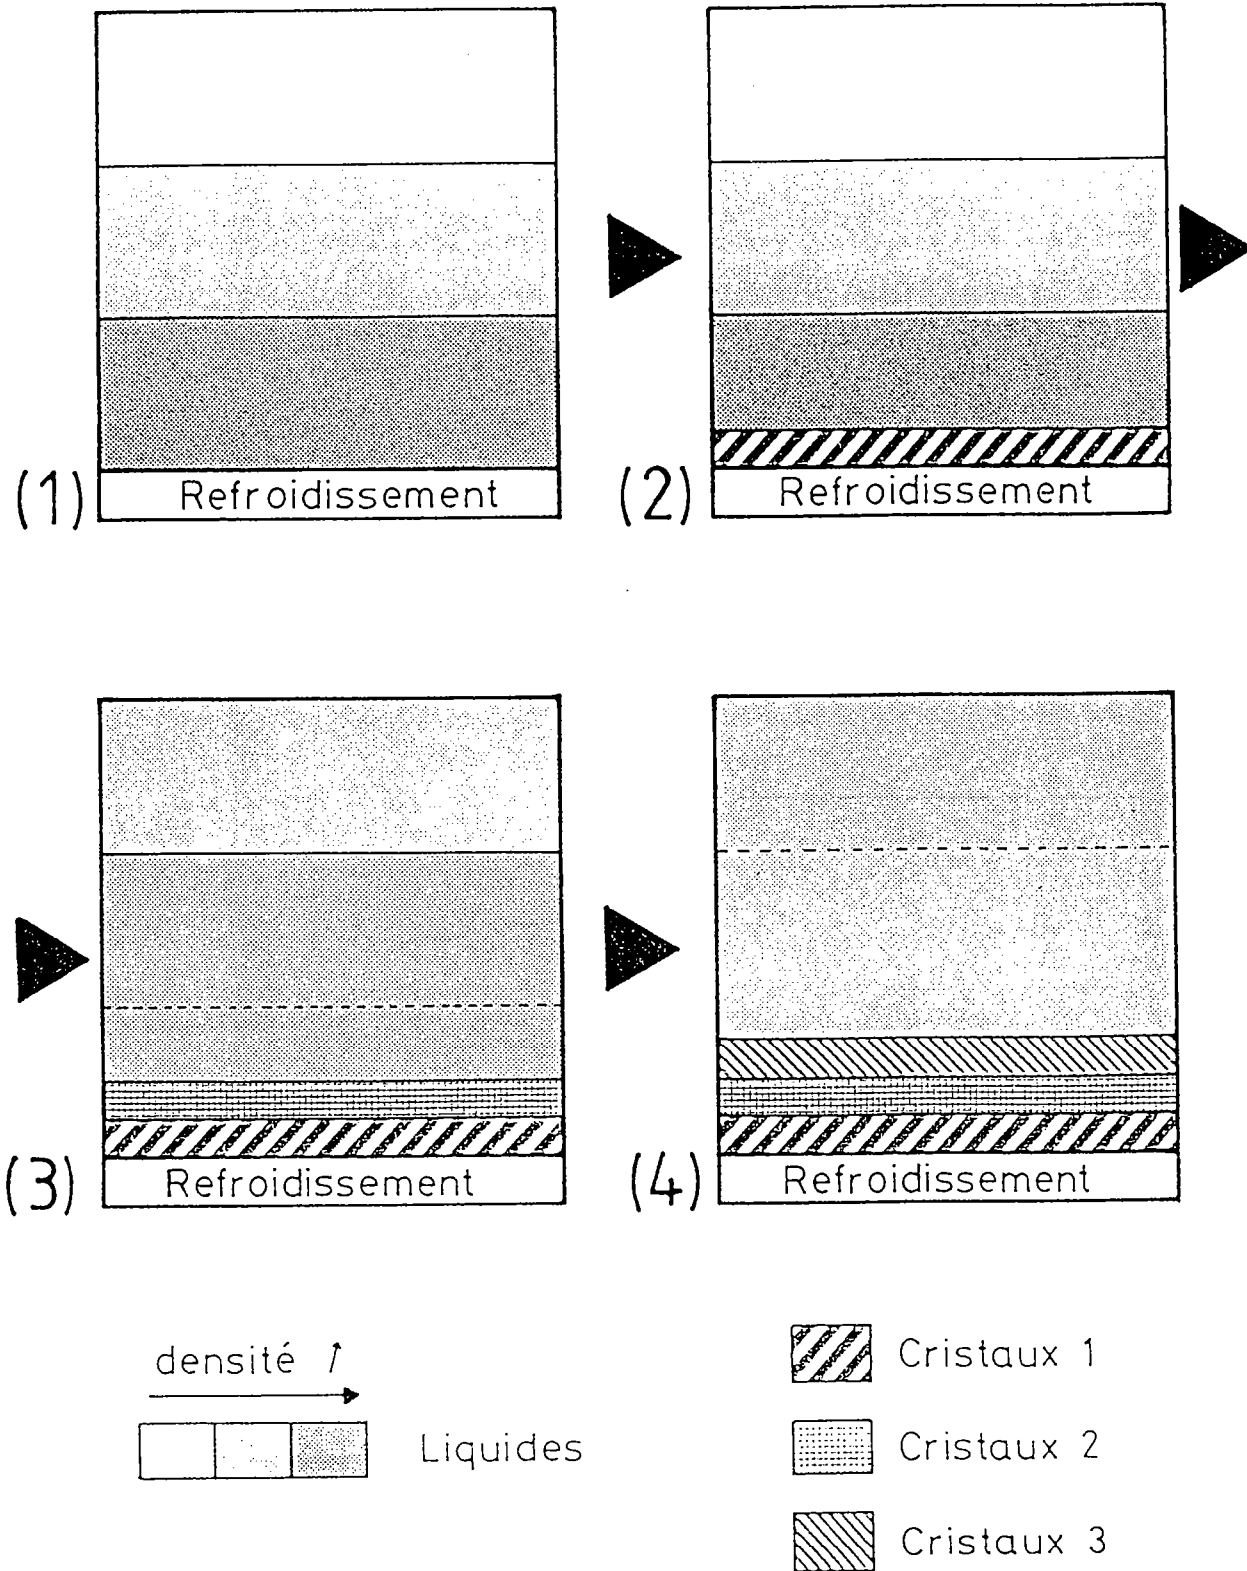 (1) Refroidissement
(2) Refroidissement
(3) Refroidissement
(4) Refroidissement
densité ↑
Liquides
Cristaux 1
Cristaux 2
Cristaux 3